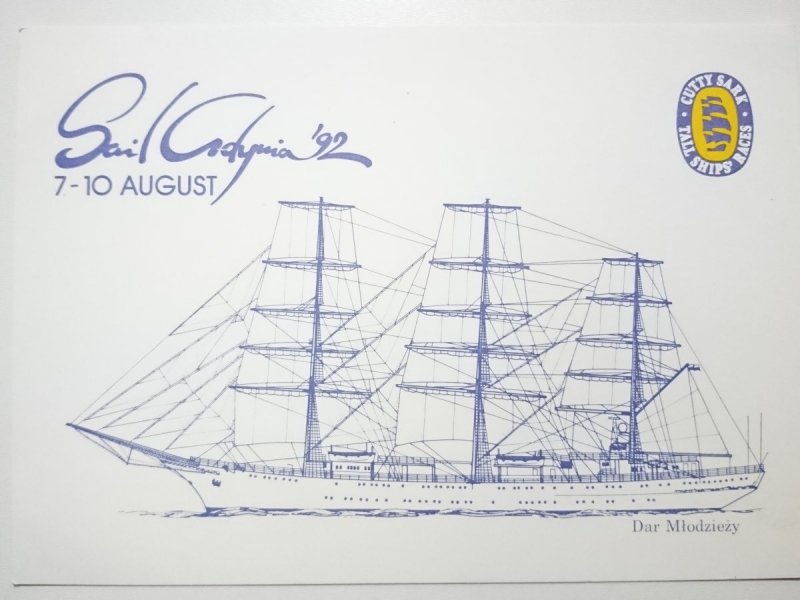 Sail Gdynia '92
7-10 AUGUST
CUTTY SARK
TALL SHIPS' RACES
Dar Młodzieży